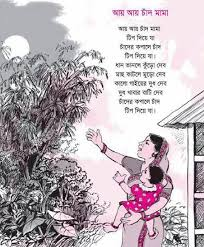 আয় আয় চাঁদ মামা
আয় আয় চাঁদ মামা
টিপ দিয়ে যা
চাঁদের কপালে চাঁদ
টিপ দিয়ে যা।
ধান ভানলে কুঁড়ো দেব
মাছ কাটলে মুড়ো দেব
কালো গাইয়ের দুধ দেব
দুধ খাবার বাটি দেব
চাঁদের কপালে চাঁদ
টিপ দিয়ে যা।